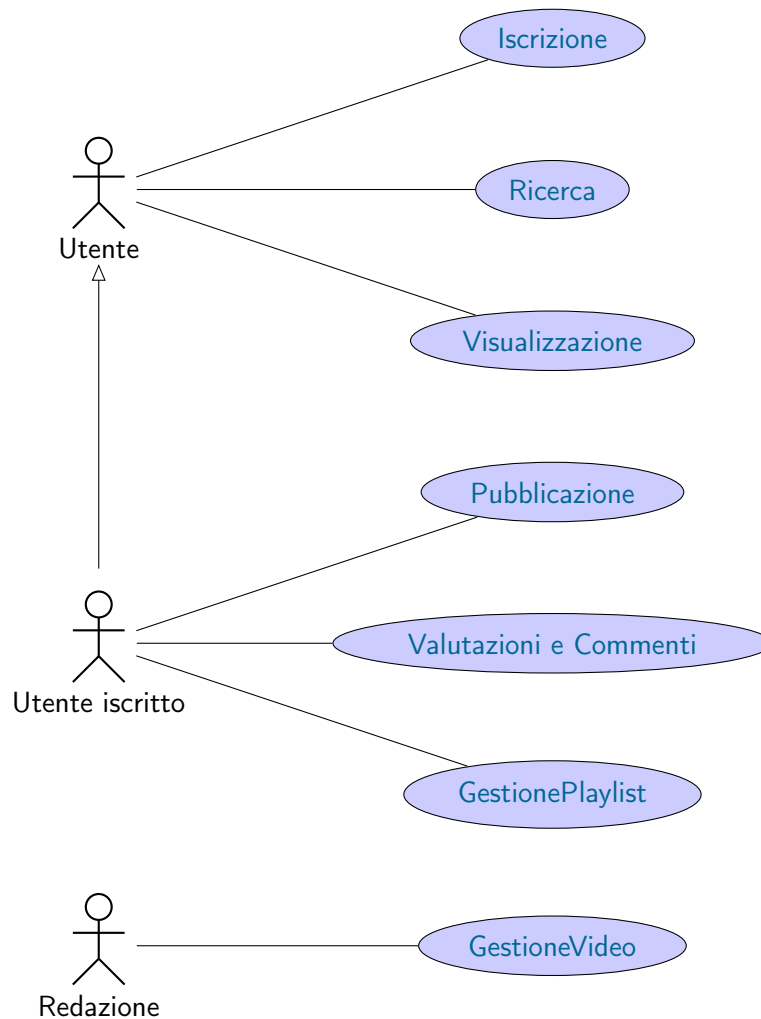 Iscrizione
Ricerca
Utente
Visualizzazione
Pubblicazione
Valutazioni e Commenti
Utente iscritto
GestionePlaylist
GestioneVideo
Redazione